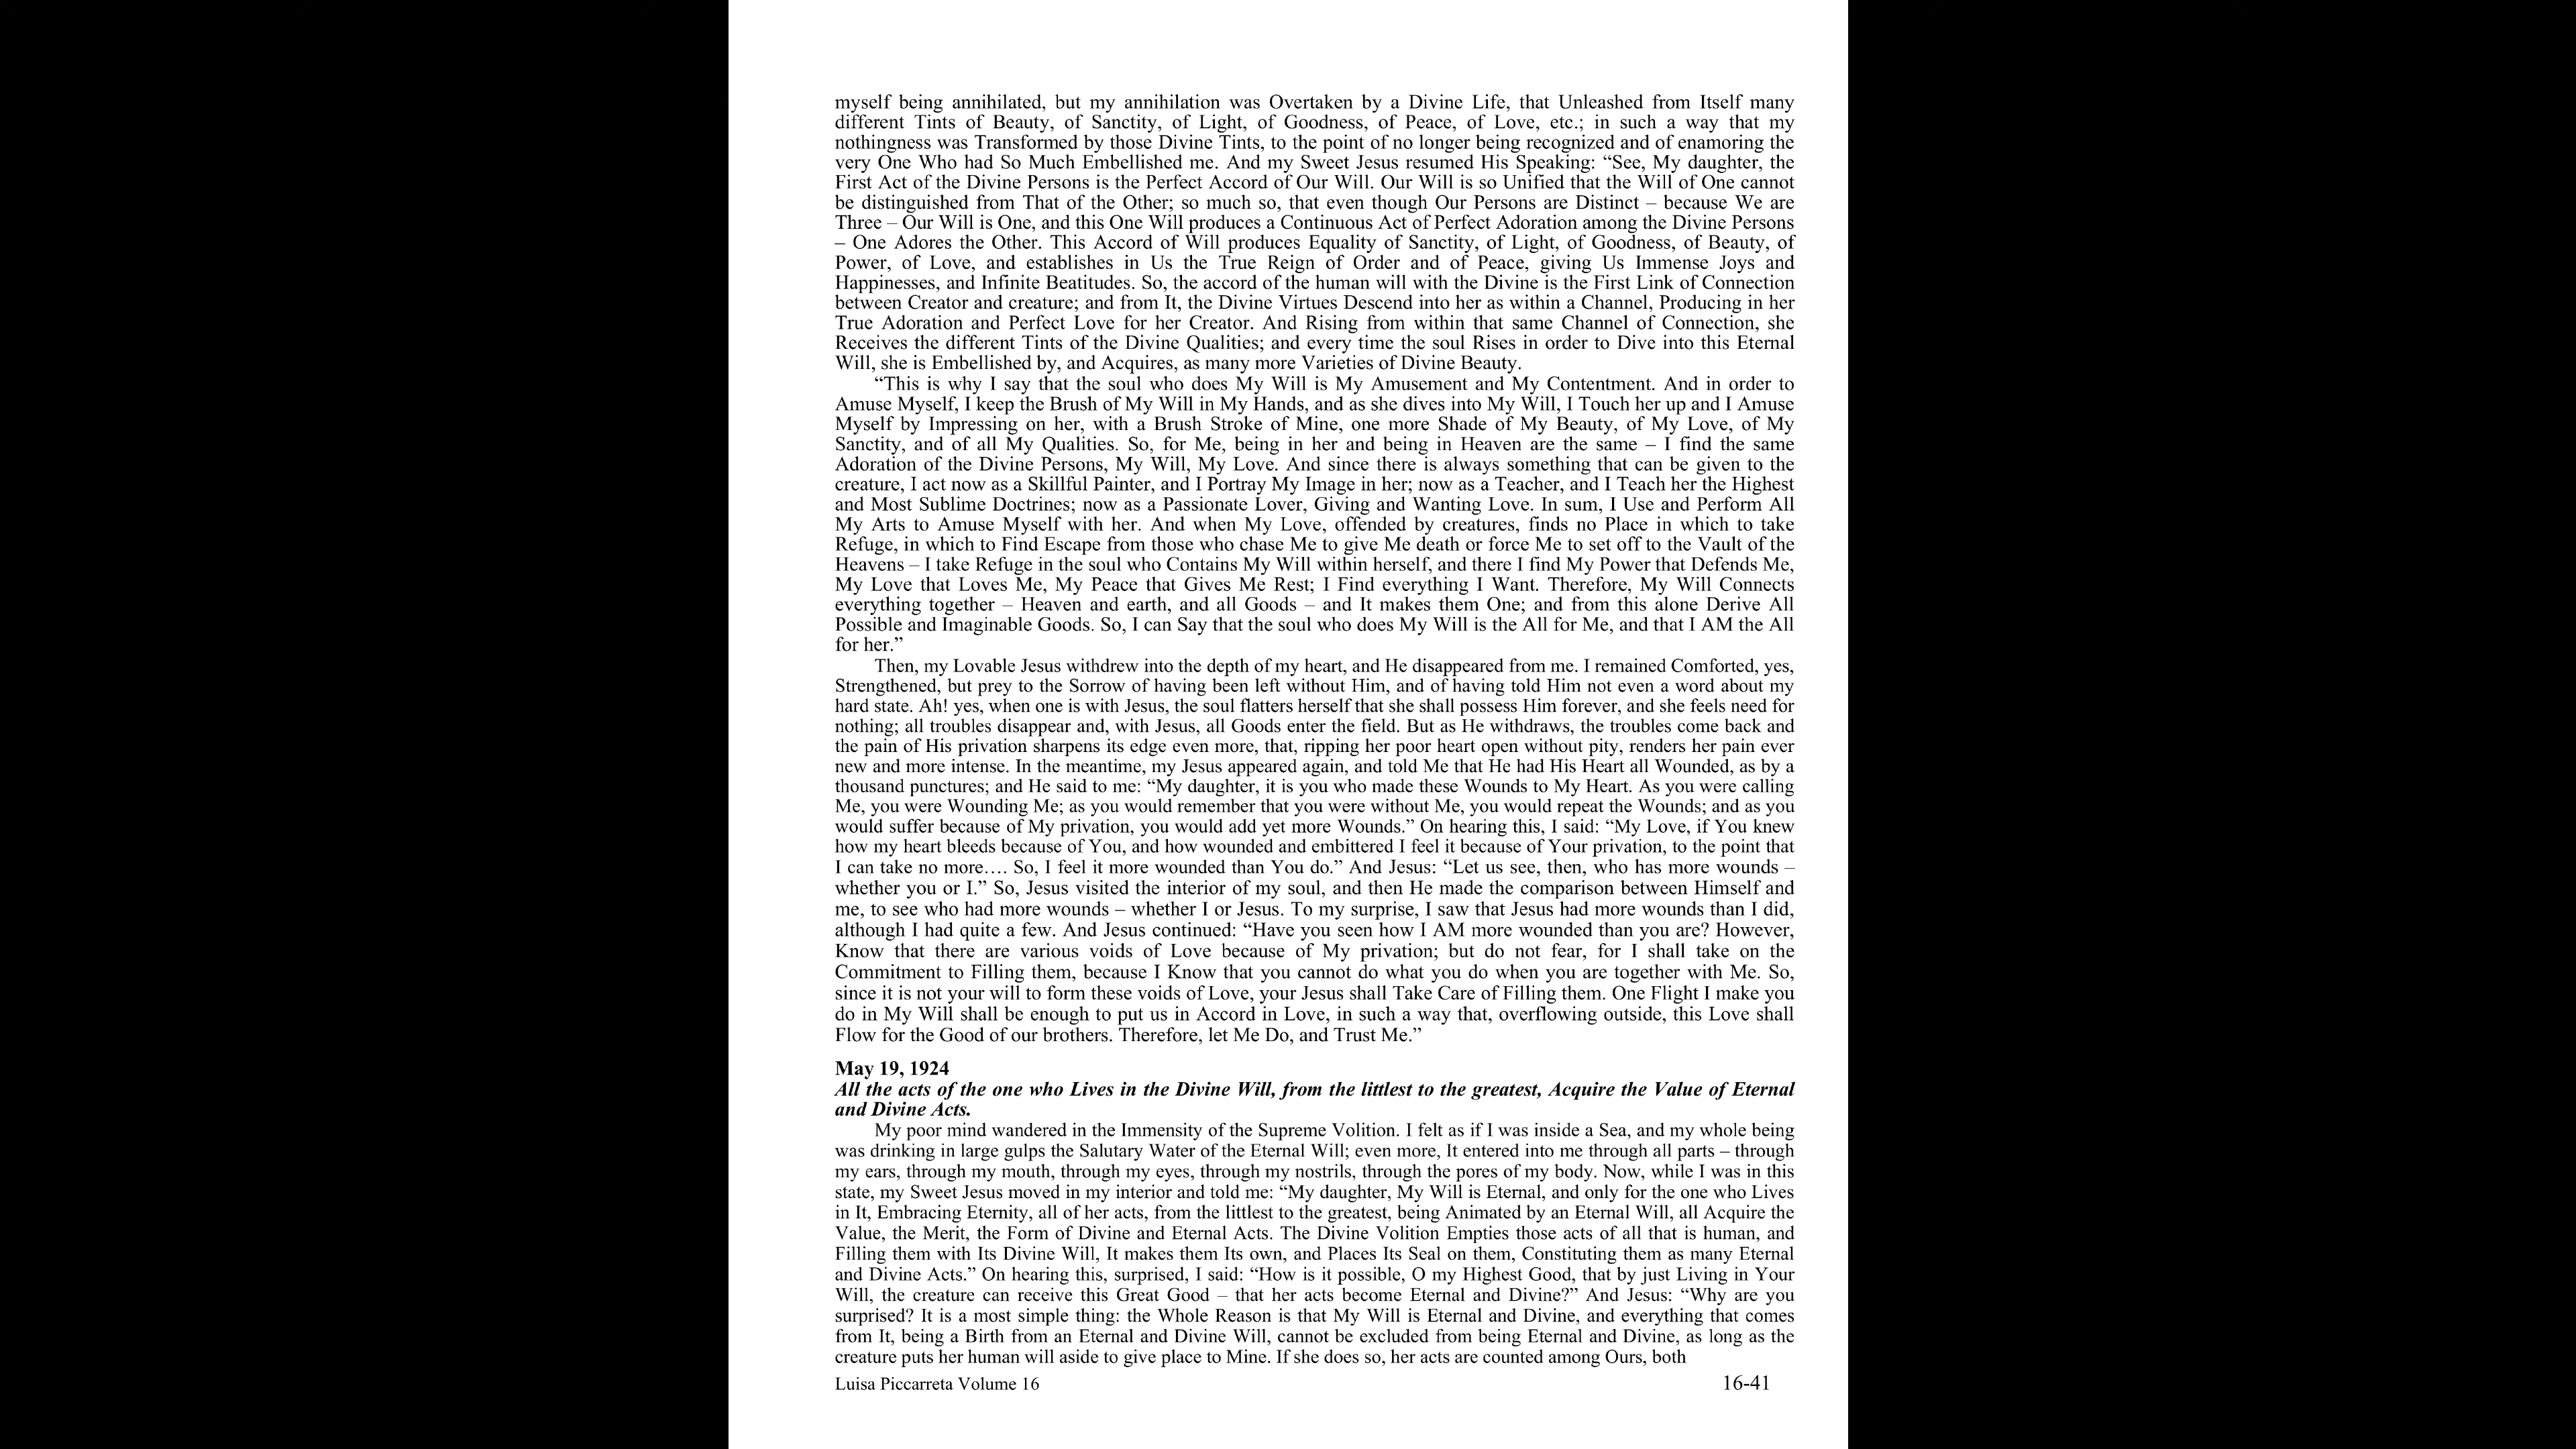 myself being annihilated, but my annihilation was Overtaken by a Divine Life, that Unleashed from Itself many
different Tints of Beauty, of Sanctity, of Light, of Goodness, of Peace, of Love, etc.; in such a way that my
nothingness was Transformed by those Divine Tints, to the point of no longer being recognized and of enamoring the
very One Who had So Much Embellished me. And my Sweet Jesus resumed His Speaking: “See, My daughter, the
First Act of the Divine Persons is the Perfect Accord of Our Will. Our Will is so Unified that the Will of One cannot
be distinguished from That of the Other; so much so, that even though Our Persons are Distinct – because We are
Three – Our Will is One, and this One Will produces a Continuous Act of Perfect Adoration among the Divine Persons
– One Adores the Other. This Accord of Will produces Equality of Sanctity, of Light, of Goodness, of Beauty, of
Power, of Love, and establishes in Us the True Reign of Order and of Peace, giving Us Immense Joys and
Happinesses, and Infinite Beatitudes. So, the accord of the human will with the Divine is the First Link of Connection
between Creator and creature; and from It, the Divine Virtues Descend into her as within a Channel, Producing in her
True Adoration and Perfect Love for her Creator. And Rising from within that same Channel of Connection, she
Receives the different Tints of the Divine Qualities; and every time the soul Rises in order to Dive into this Eternal
Will, she is Embellished by, and Acquires, as many more Varieties of Divine Beauty.
“This is why I say that the soul who does My Will is My Amusement and My Contentment. And in order to
Amuse Myself, I keep the Brush of My Will in My Hands, and as she dives into My Will, I Touch her up and I Amuse
Myself by Impressing on her, with a Brush Stroke of Mine, one more Shade of My Beauty, of My Love, of My
Sanctity, and of all My Qualities. So, for Me, being in her and being in Heaven are the same – I find the same
Adoration of the Divine Persons, My Will, My Love. And since there is always something that can be given to the
creature, I act now as a Skillful Painter, and I Portray My Image in her; now as a Teacher, and I Teach her the Highest
and Most Sublime Doctrines; now as a Passionate Lover, Giving and Wanting Love. In sum, I Use and Perform All
My Arts to Amuse Myself with her. And when My Love, offended by creatures, finds no Place in which to take
Refuge, in which to Find Escape from those who chase Me to give Me death or force Me to set off to the Vault of the
Heavens – I take Refuge in the soul who Contains My Will within herself, and there I find My Power that Defends Me,
My Love that Loves Me, My Peace that Gives Me Rest; I Find everything I Want. Therefore, My Will Connects
everything together – Heaven and earth, and all Goods – and It makes them One; and from this alone Derive All
Possible and Imaginable Goods. So, I can Say that the soul who does My Will is the All for Me, and that I AM the All
for her.”
Then, my Lovable Jesus withdrew into the depth of my heart, and He disappeared from me. I remained Comforted, yes,
Strengthened, but prey to the Sorrow of having been left without Him, and of having told Him not even a word about my
hard state. Ah! yes, when one is with Jesus, the soul flatters herself that she shall possess Him forever, and she feels need for
nothing; all troubles disappear and, with Jesus, all Goods enter the field. But as He withdraws, the troubles come back and
the pain of His privation sharpens its edge even more, that, ripping her poor heart open without pity, renders her pain ever
new and more intense. In the meantime, my Jesus appeared again, and told Me that He had His Heart all Wounded, as by a
thousand punctures; and He said to me: “My daughter, it is you who made these Wounds to My Heart. As you were calling
Me, you were Wounding Me; as you would remember that you were without Me, you would repeat the Wounds; and as you
would suffer because of My privation, you would add yet more Wounds.” On hearing this, I said: “My Love, if You knew
how my heart bleeds because of You, and how wounded and embittered I feel it because of Your privation, to the point that
I can take no more…. So, I feel it more wounded than You do.” And Jesus: “Let us see, then, who has more wounds –
whether you or I.” So, Jesus visited the interior of my soul, and then He made the comparison between Himself and
me, to see who had more wounds – whether I or Jesus. To my surprise, I saw that Jesus had more wounds than I did,
although I had quite a few. And Jesus continued: “Have you seen how I AM more wounded than you are? However,
Know that there are various voids of Love because of My privation; but do not fear, for I shall take on the
Commitment to Filling them, because I Know that you cannot do what you do when you are together with Me. So,
since it is not your will to form these voids of Love, your Jesus shall Take Care of Filling them. One Flight I make you
do in My Will shall be enough to put us in Accord in Love, in such a way that, overflowing outside, this Love shall
Flow for the Good of our brothers. Therefore, let Me Do, and Trust Me.”
May 19, 1924
All the acts of the one who Lives in the Divine Will, from the littlest to the greatest, Acquire the Value of Eternal
and Divine Acts.
My poor mind wandered in the Immensity of the Supreme Volition. I felt as if I was inside a Sea, and my whole being
was drinking in large gulps the Salutary Water of the Eternal Will; even more, It entered into me through all parts – through
my ears, through my mouth, through my eyes, through my nostrils, through the pores of my body. Now, while I was in this
state, my Sweet Jesus moved in my interior and told me: “My daughter, My Will is Eternal, and only for the one who Lives
in It, Embracing Eternity, all of her acts, from the littlest to the greatest, being Animated by an Eternal Will, all Acquire the
Value, the Merit, the Form of Divine and Eternal Acts. The Divine Volition Empties those acts of all that is human, and
Filling them with Its Divine Will, It makes them Its own, and Places Its Seal on them, Constituting them as many Eternal
and Divine Acts.” On hearing this, surprised, I said: “How is it possible, O my Highest Good, that by just Living in Your
Will, the creature can receive this Great Good – that her acts become Eternal and Divine?” And Jesus: “Why are you
surprised? It is a most simple thing: the Whole Reason is that My Will is Eternal and Divine, and everything that comes
from It, being a Birth from an Eternal and Divine Will, cannot be excluded from being Eternal and Divine, as long as the
creature puts her human will aside to give place to Mine. If she does so, her acts are counted among Ours, both
Luisa Piccarreta Volume 16 16-41